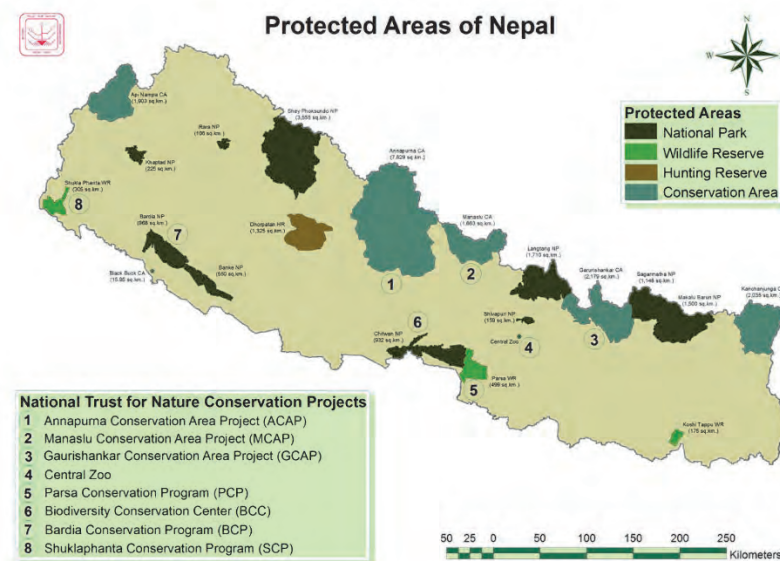 Protected Areas of Nepal
N
W
E
S
Protected Areas
National Park
Wildlife Reserve
Hunting Reserve
Conservation Area
Api Nampa CA
(1,903 sq.km.)
Rara NP
(106 sq.km.)
Shey Phoksundo NP
(3,555 sq.km.)
Khaptad NP
(225 sq.km.)
Annapurna CA
(7,629 sq.km.)
Shukla Phanta WR
(305 sq.km.)
8
Bardia NP
(968 sq.km.)
7
Dhorpatan HR
(1,325 sq.km.)
Manaslu CA
(1,663 sq.km.)
Langtang NP
(1,710 sq.km.)
Gaurishankar CA
(2,179 sq.km.)
Sagarmatha NP
(1,148 sq.km.)
Makalu Barun NP
(1,500 sq.km.)
Kanchanjunga C
(2,035 sq.km.)
Black Buck CA
Banke NP
(550 sq.km.)
1
2
3
Shivapuri NP
(159 sq.km.)
6
Chitwan NP
(932 sq.km.)
Central Zoo
4
5
Parsa WR
(499 sq.km.)
Koshi Tappu WR
(175 sq.km.)
National Trust for Nature Conservation Projects
1 Annapurna Conservation Area Project (ACAP)
2 Manaslu Conservation Area Project (MCAP)
3 Gaurishankar Conservation Area Project (GCAP)
4 Central Zoo
5 Parsa Conservation Program (PCP)
6 Biodiversity Conservation Center (BCC)
7 Bardia Conservation Program (BCP)
8 Shuklaphanta Conservation Program (SCP)
50 25 0 50 100 150 200 250
Kilometers